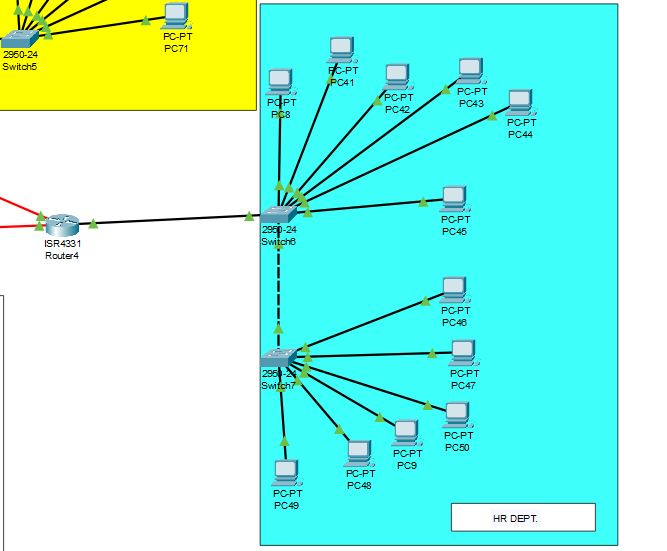 2950-24
Switch5
PC-PT
PC71
PC-PT
PC8
PC-PT
PC41
PC-PT
PC42
PC-PT
PC43
PC-PT
PC44
ISR4331
Router4
2950-24
Switch6
PC-PT
PC45
PC-PT
PC46
2950-24
Switch7
PC-PT
PC47
PC-PT
PC50
PC-PT
PC9
PC-PT
PC48
PC-PT
PC49
HR DEPT.